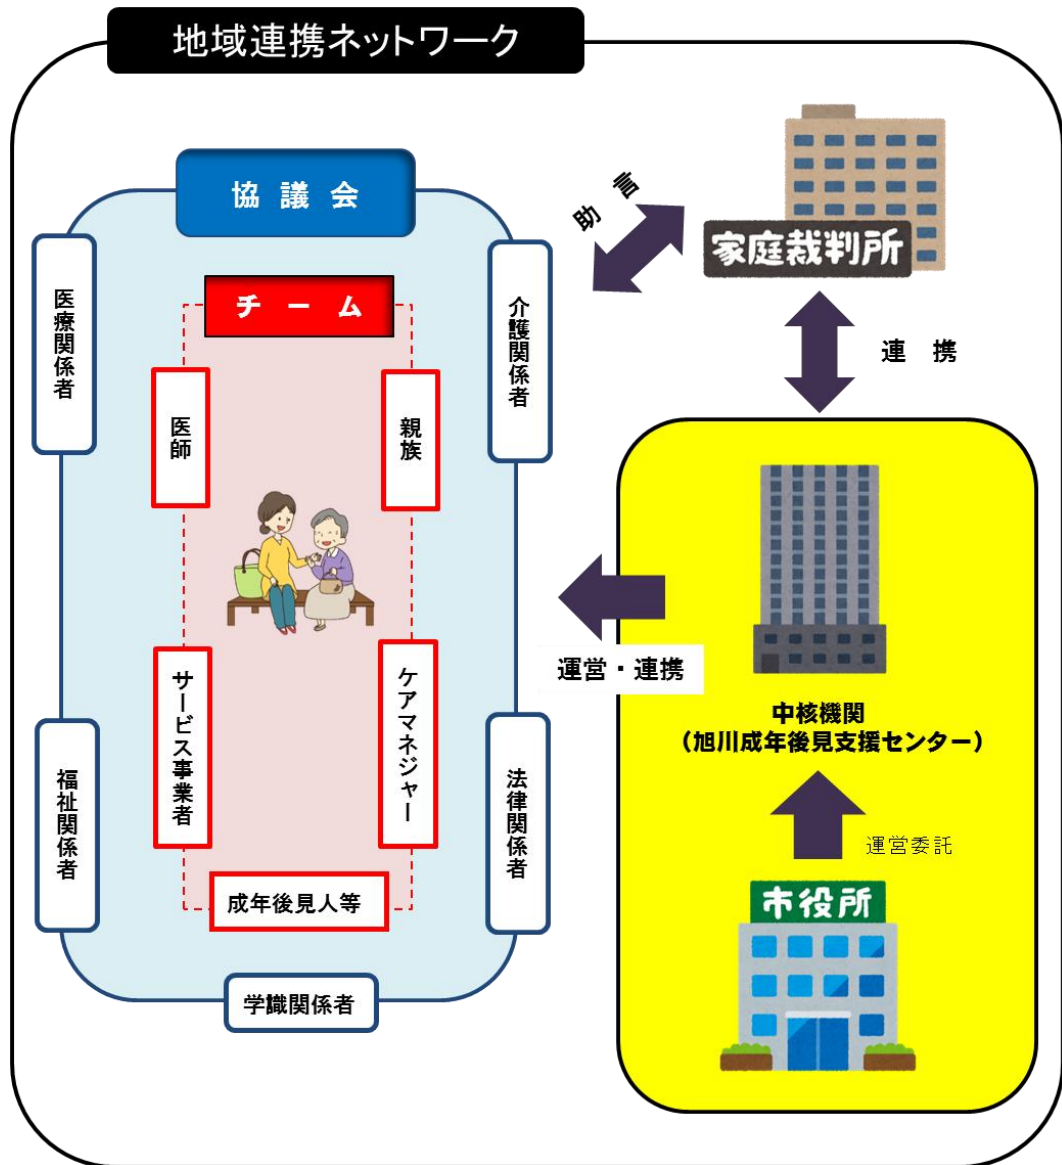 地域連携ネットワーク
協議会
チーム
医療関係者
介護関係者
医師
親族
サービス事業者
ケアマネジャー
福祉関係者
法律関係者
成年後見人等
学識関係者
助言
家庭裁判所
連携
運営・連携
中核機関
（旭川成年後見支援センター）
運営委託
市役所